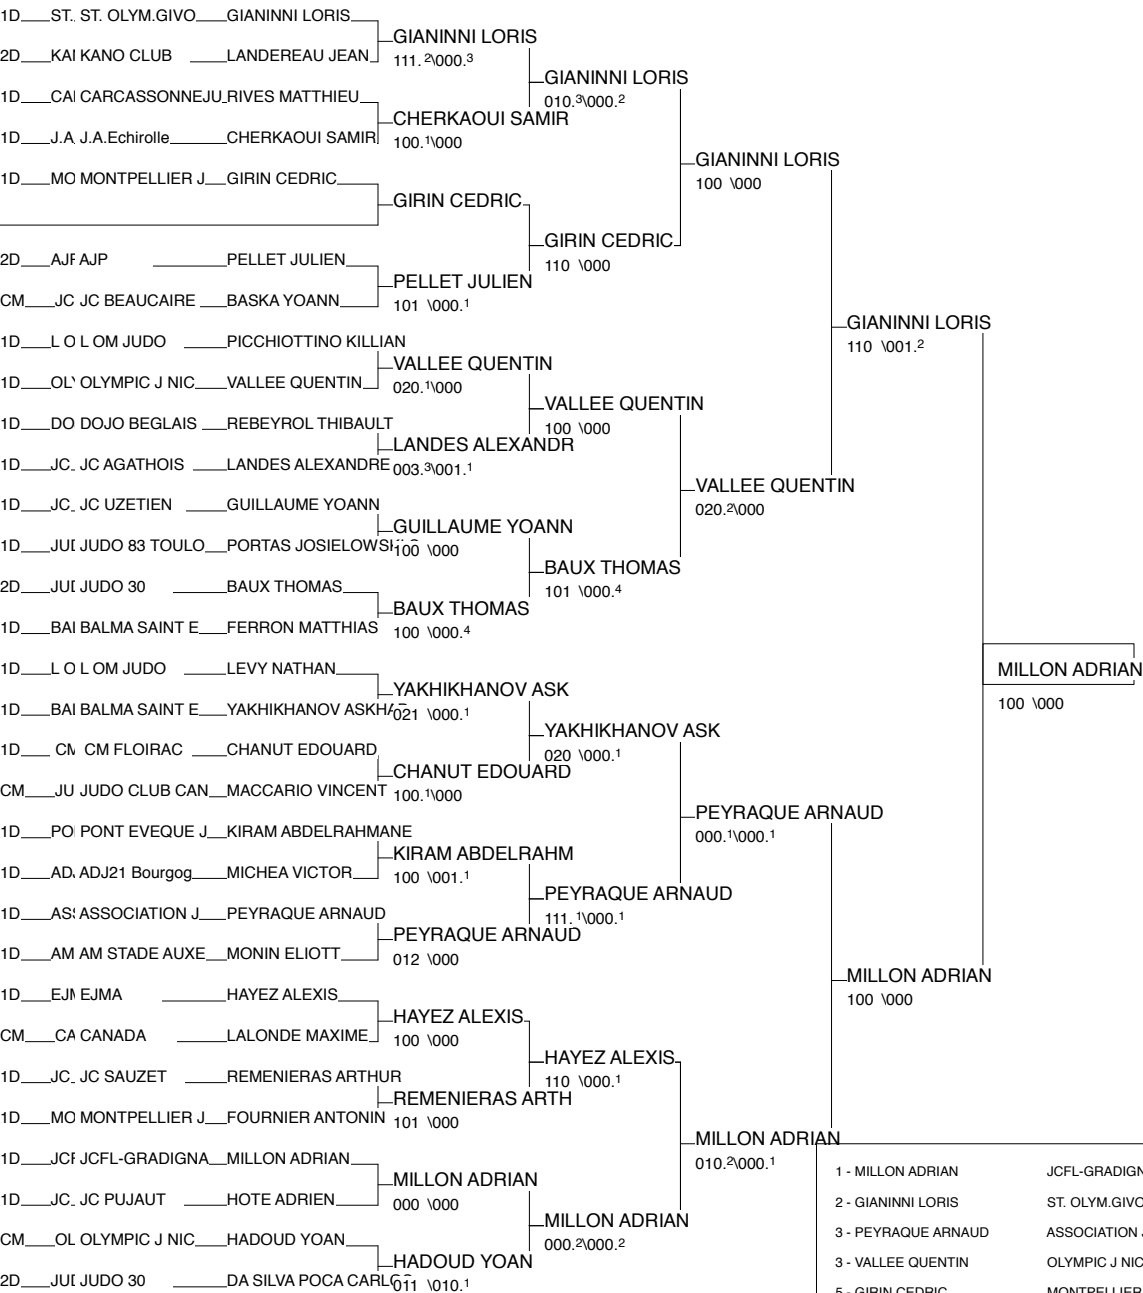 1D ST. ST. OLYM.GIVO GIANINNI LORIS
GIANINNI LORIS
2D KANO CLUB LANDEREAU JEAN
111.2\000.3
GIANINNI LORIS
1D CARCASSONNEJU RIVES MATTHIEU
010.3\000.2
CHERKAOUI SAMIR
1D J.A J.A.Echirolle CHERKAOUI SAMIR
100.1\000
GIANINNI LORIS
1D MO MONTPELLIER J GIRIN CEDRIC
100 \000
GIRIN CEDRIC
GIRIN CEDRIC
2D AJP PELLET JULIEN
110 \000
PELLET JULIEN
CM JC JC BEAUCAIRE BASKA YOANN
101 \000.1
GIANINNI LORIS
1D L O L OM JUDO PICCHIOTTINO KILLIAN
110 \001.2
VALLEE QUENTIN
1D OLYMPIC J NIC VALLEE QUENTIN
020.1\000
VALLEE QUENTIN
1D DO DOJO BEGLAIS REBEYROL THIBAULT
100 \000
LANDES ALEXANDR
1D JC JC AGATHOIS LANDES ALEXANDRE
003.3\001.1
VALLEE QUENTIN
1D JC JC UZETIEN GUILLAUME YOANN
020.2\000
GUILLAUME YOANN
1D JUDO 83 TOULO PORTAS JOSIELOWSKI
100 \000
BAUX THOMAS
2D JUDO 30 BAUX THOMAS
101 \000.4
BAUX THOMAS
1D BALMA SAINT E FERRON MATTHIAS
100 \000.4
1D L O L OM JUDO LEVY NATHAN
MILLON ADRIAN
YAKHIKHANOV ASK
100 \000
1D BALMA SAINT E YAKHIKHANOV ASKHA
021 \000.1
YAKHIKHANOV ASK
1D CM FLOIRAC CHANUT EDOUARD
020 \000.1
CHANUT EDOUARD
CM JU JUDO CLUB CAN MACCARIO VINCENT
100.1\000
PEYRAQUE ARNAUD
1D PONT EVEQUE J KIRAM ABDELRAHMANE
000.1\000.1
KIRAM ABDELRAHM
1D ADJ21 Bourgog MICHEA VICTOR
100 \001.1
PEYRAQUE ARNAUD
1D ASSOCIATION J PEYRAQUE ARNAUD
111.1\000.1
PEYRAQUE ARNAUD
1D AM AM STADE AUXE MONIN ELIOTT
012 \000
MILLON ADRIAN
1D EJMA HAYEZ ALEXIS
100 \000
HAYEZ ALEXIS
CM CA CANADA LALONDE MAXIME
100 \000
HAYEZ ALEXIS
1D JC JC SAUZET REMENIERAS ARTHUR
110 \000.1
REMENIERAS ARTH
1D MO MONTPELLIER J FOURNIER ANTONIN
101 \000
MILLON ADRIAN
1D JCFL-GRADIGNA MILLON ADRIAN
010.2\000.1
1 - MILLON ADRIAN JCFL-GRADIGN
MILLON ADRIAN
1D JC JC PUJAUT HOTE ADRIEN
000 \000
2 - GIANINNI LORIS ST. OLYM.GIVO
MILLON ADRIAN
3 - PEYRAQUE ARNAUD ASSOCIATION
CM OL OLYMPIC J NIC HADOUD YOAN
000.2\000.2
HADOUD YOAN
3 - VALLEE QUENTIN OLYMPIC J NIC
2D JUDO 30 DA SILVA POCA CARLOS
011 \010.1
5 - GIRIN CEDRIC MONTPELLIER